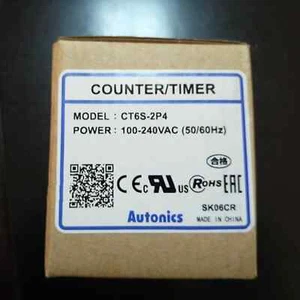 COUNTER/TIMER
MODEL : CT6S-2P4
POWER : 100-240VAC (50/60Hz)
合格
CE c RU us RoHS EAC
SK06CR
Autonics
MADE IN CHINA